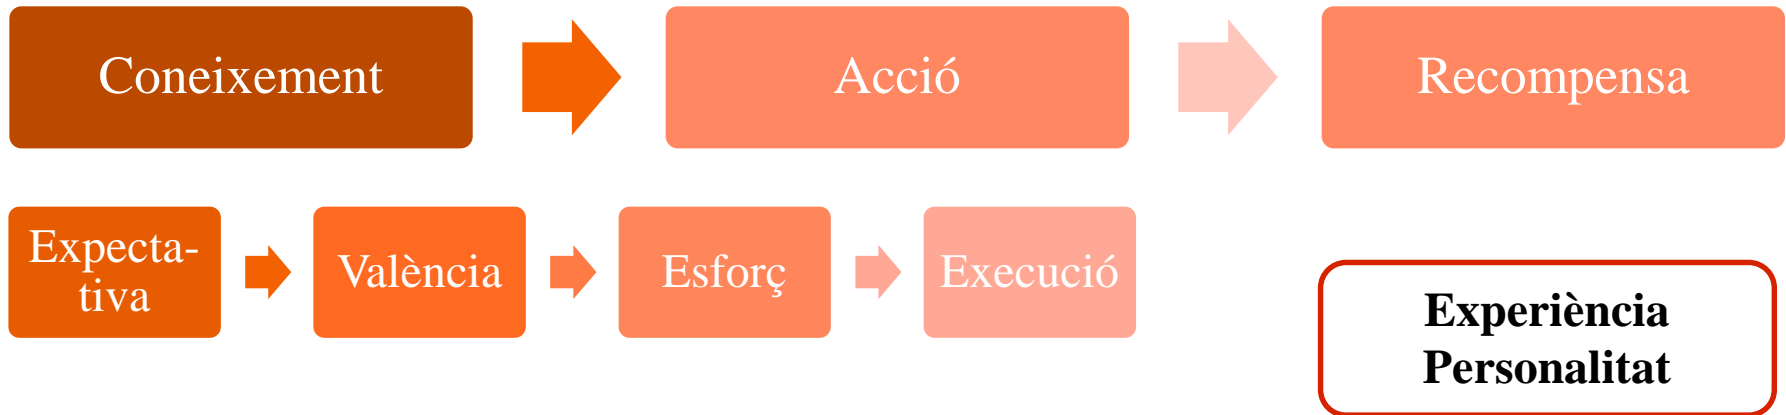 Coneixement
Acció
Recompensa
Expecta-
tiva
València
Esforç
Execució
Experiència
Personalitat